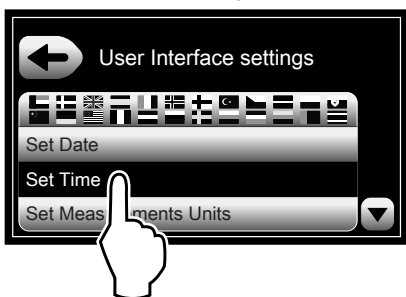 User Interface settings
Set Date
Set Time
Set Meas ments Units